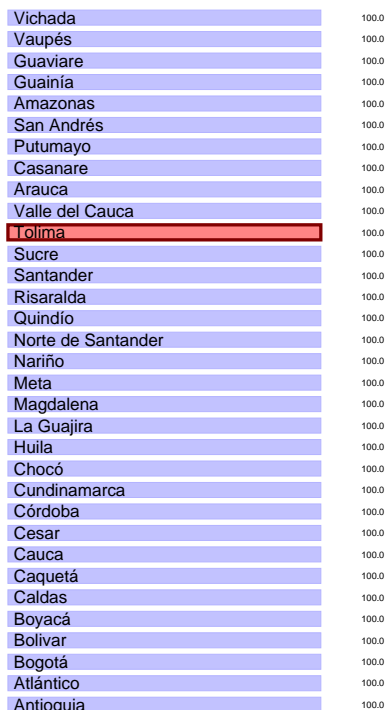 Vichada 100.0
Vaupés 100.0
Guaviare 100.0
Guainía 100.0
Amazonas 100.0
San Andrés 100.0
Putumayo 100.0
Casanare 100.0
Arauca 100.0
Valle del Cauca 100.0
Tolima 100.0
Sucre 100.0
Santander 100.0
Risaralda 100.0
Quindío 100.0
Norte de Santander 100.0
Nariño 100.0
Meta 100.0
Magdalena 100.0
La Guajira 100.0
Huila 100.0
Chocó 100.0
Cundinamarca 100.0
Córdoba 100.0
Cesar 100.0
Cauca 100.0
Caquetá 100.0
Caldas 100.0
Boyacá 100.0
Bolivar 100.0
Bogotá 100.0
Atlántico 100.0
Antioquia 100.0